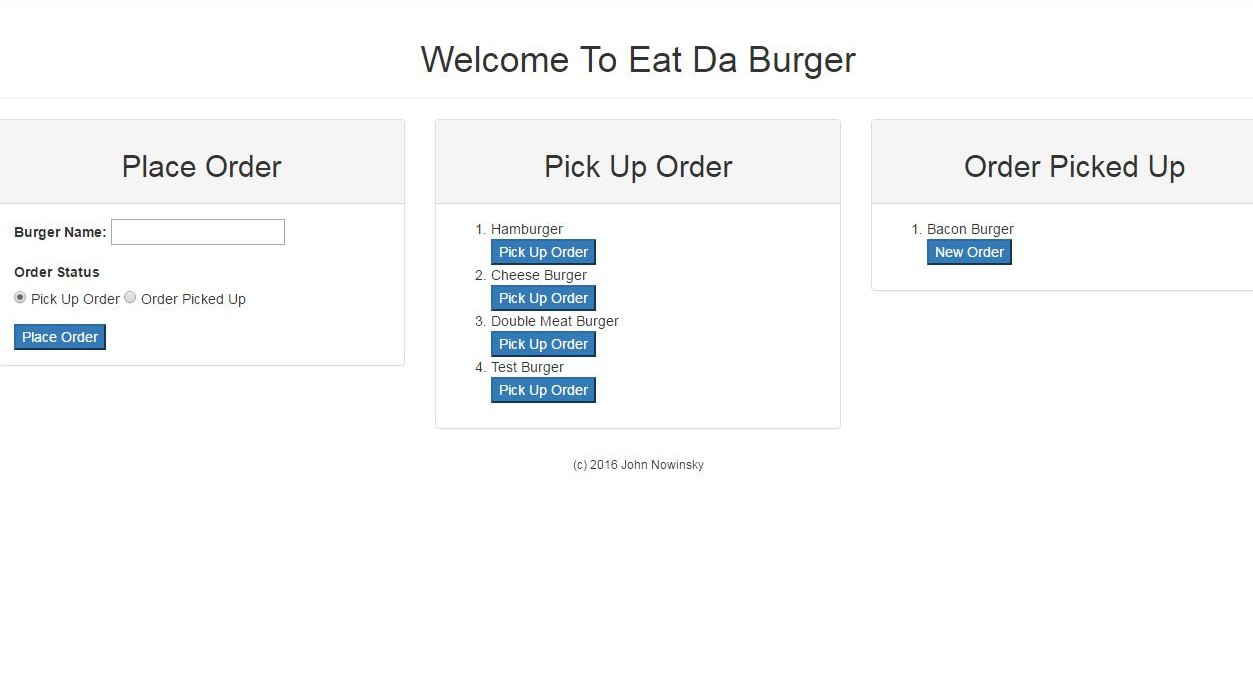 Welcome To Eat Da Burger
Place Order
Burger Name:
Order Status
Pick Up Order Order Picked Up
Place Order
Pick Up Order
1. Hamburger
Pick Up Order
2. Cheese Burger
Pick Up Order
3. Double Meat Burger
Pick Up Order
4. Test Burger
Pick Up Order
Order Picked Up
1. Bacon Burger
New Order
(c) 2016 John Nowinsky